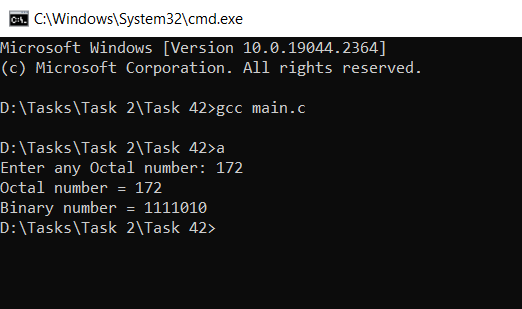 C:\Windows\System32\cmd.exe
Microsoft Windows [Version 10.0.19044.2364]
(c) Microsoft Corporation. All rights reserved.
D:\Tasks\Task 2\Task 42>gcc main.c
D:\Tasks\Task 2\Task 42>a
Enter any Octal number: 172
Octal number = 172
Binary number = 1111010
D:\Tasks\Task 2\Task 42>